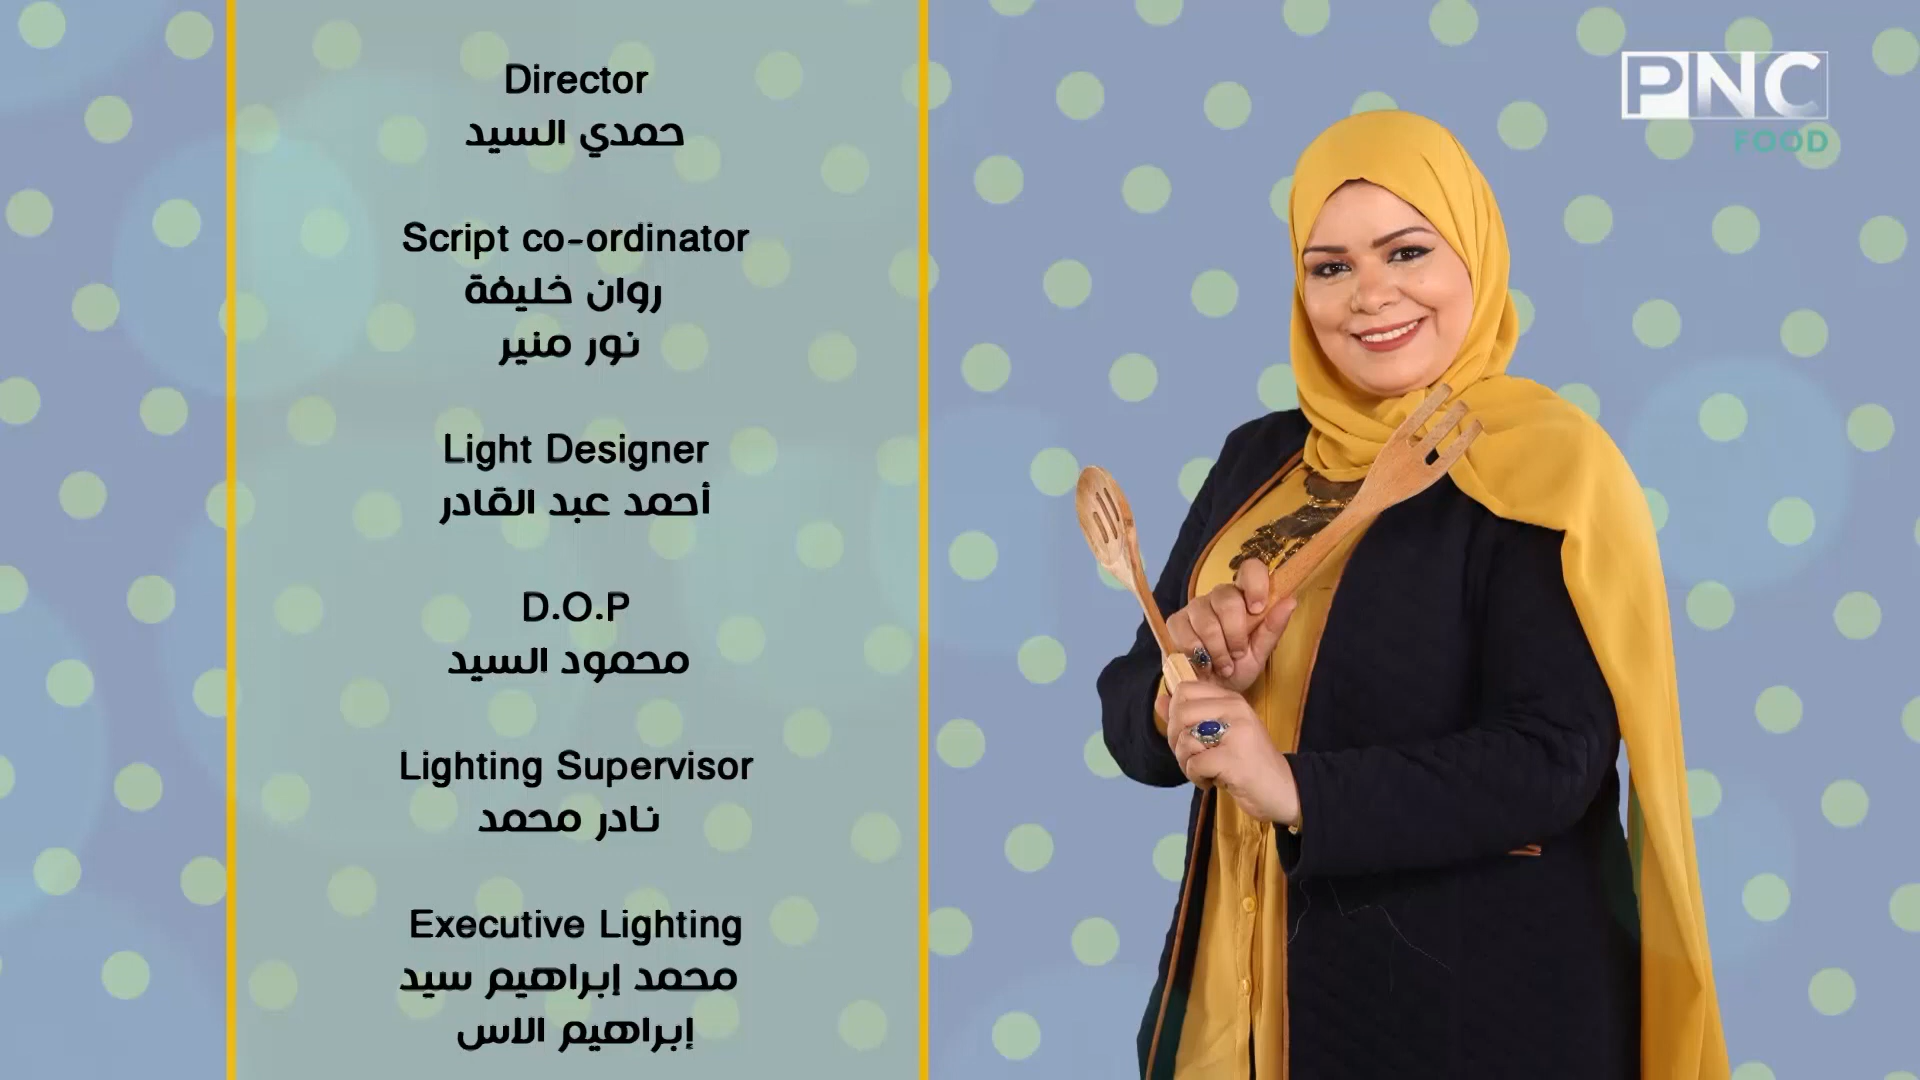 Director
حمدي السيد
Script co-ordinator
روان خليفة
نور منير
Light Designer
أحمد عبد القادر
D.O.P
محمود السيد
Lighting Supervisor
نادر محمد
Executive Lighting
محمد إبراهيم سيد
إبراهيم الاس
PNC
FOOD